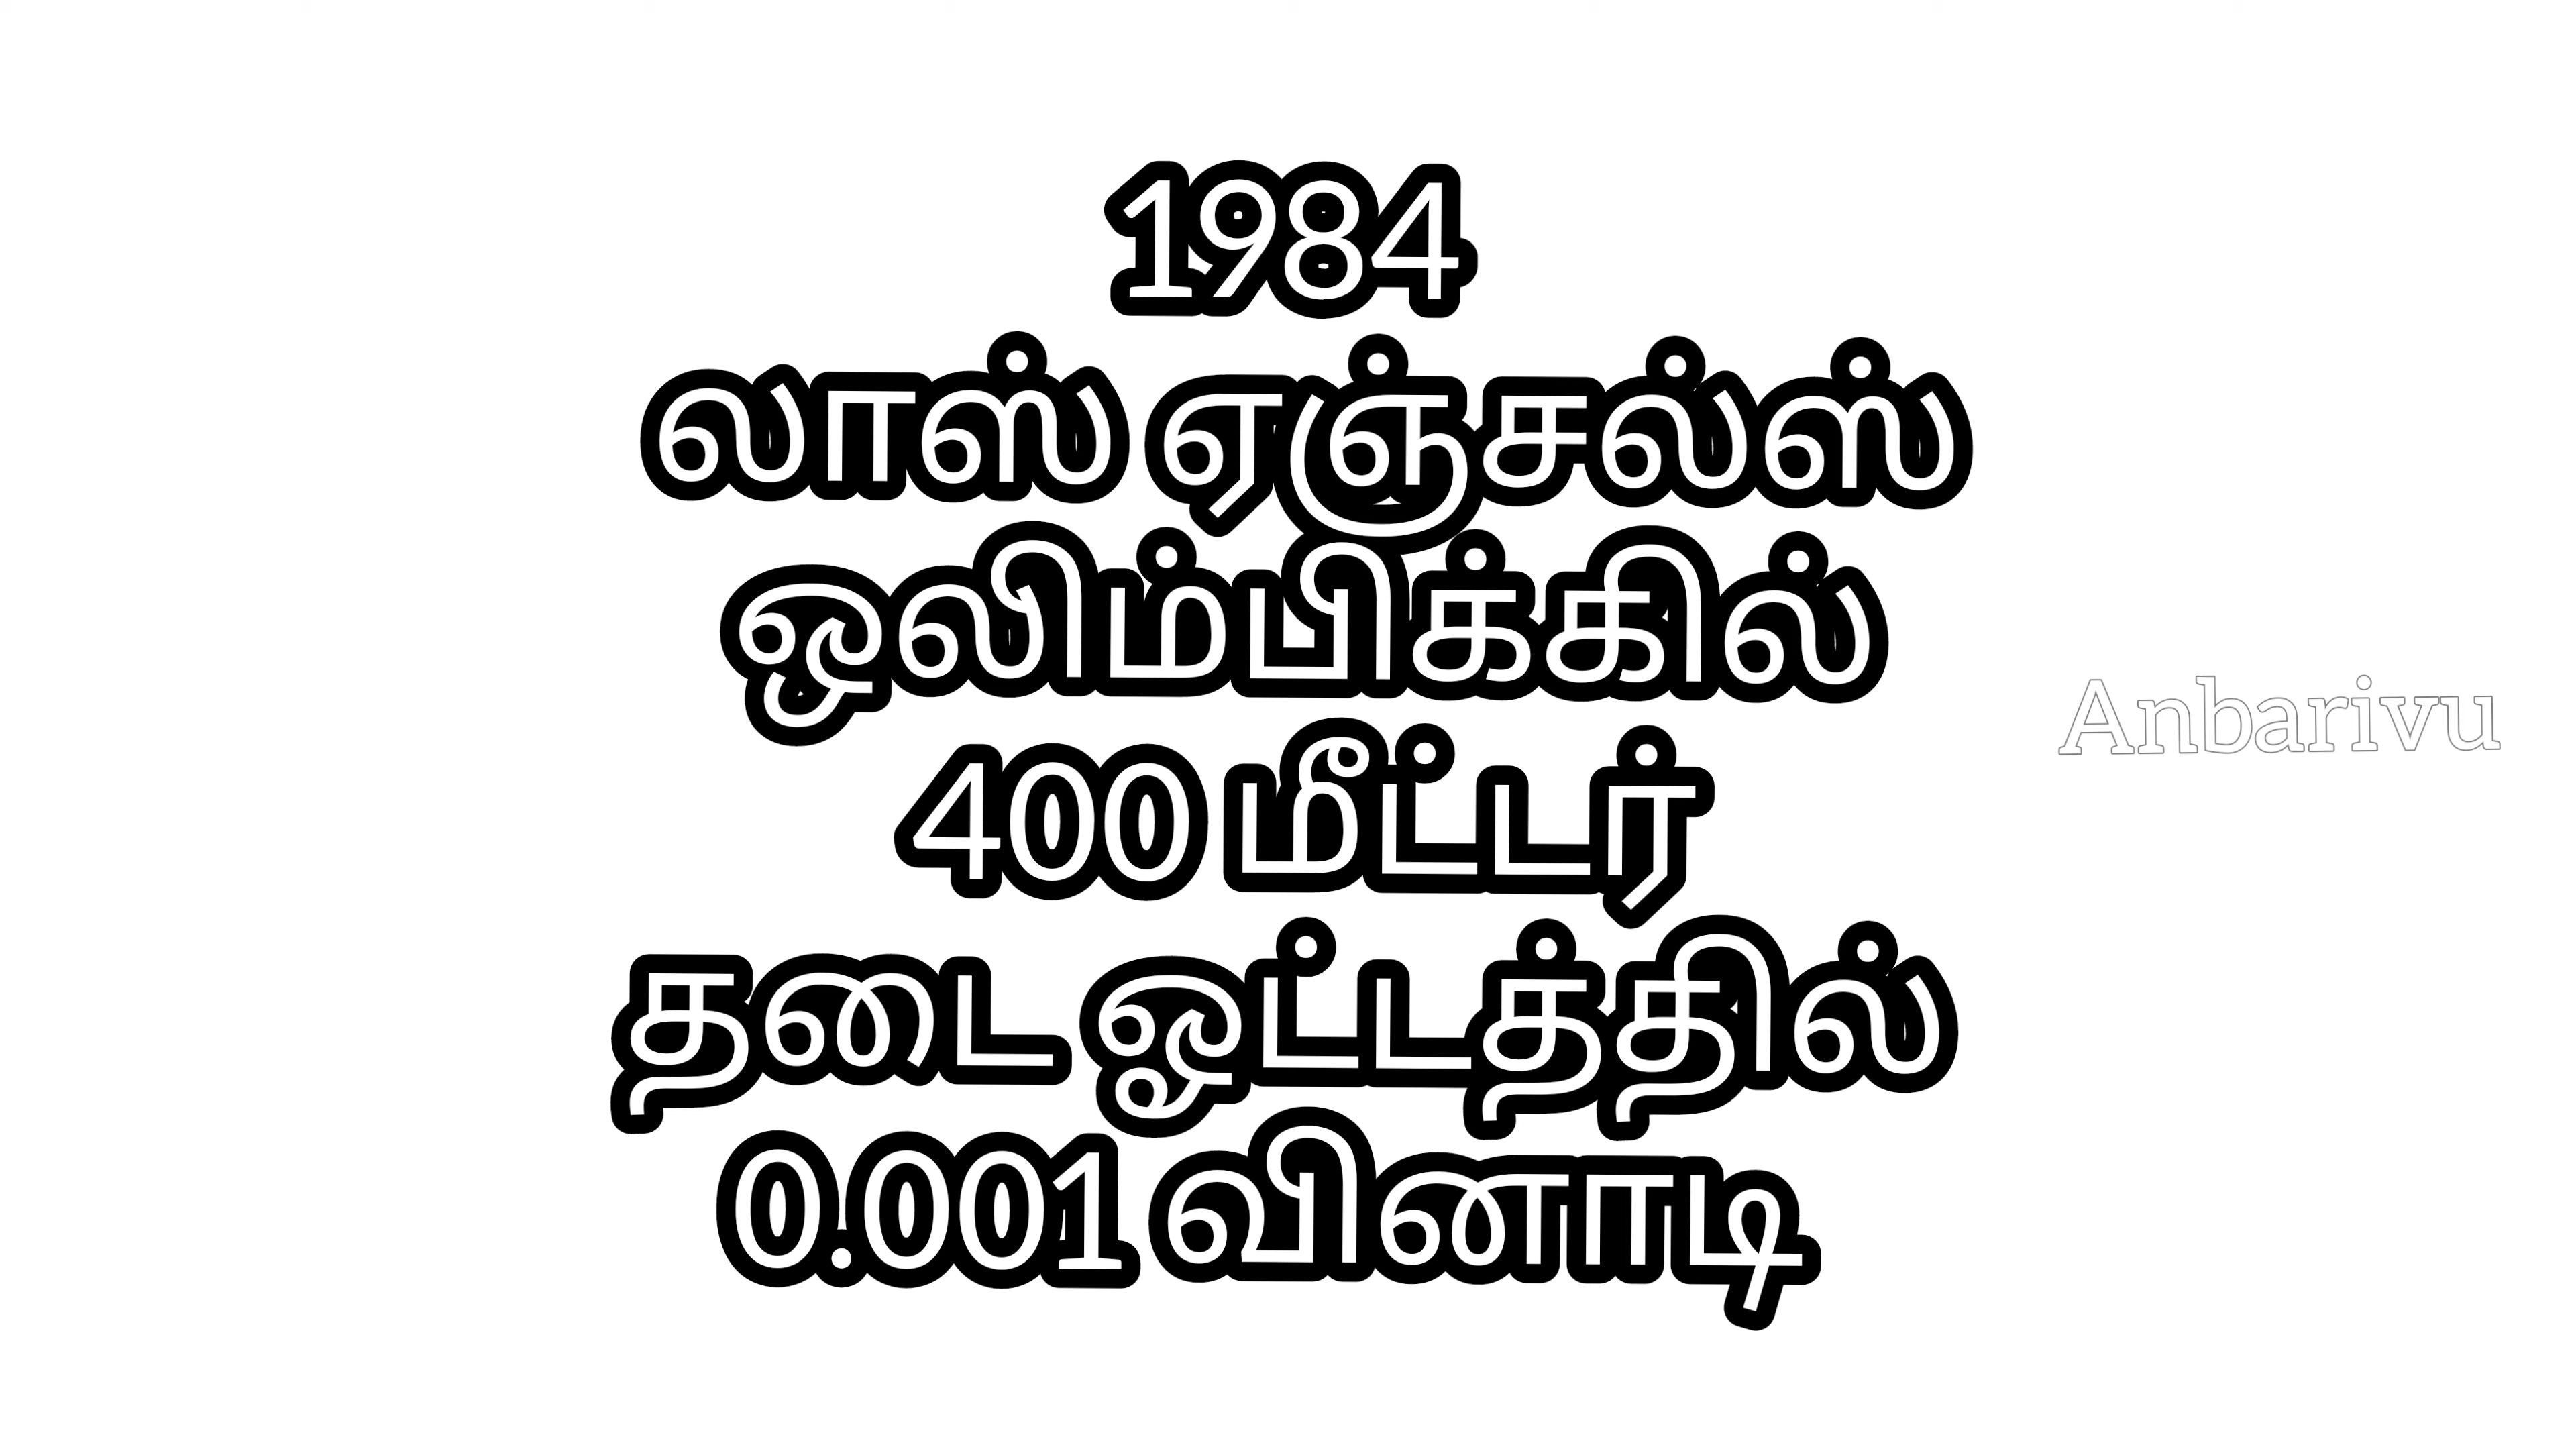 1984
லாஸ் ஏஞ்சல்ஸ்
ஒலிம்பிக்கில்
400 மீட்டர்
தடை ஓட்டத்தில்
0.001 வினாடி
Anbarivu